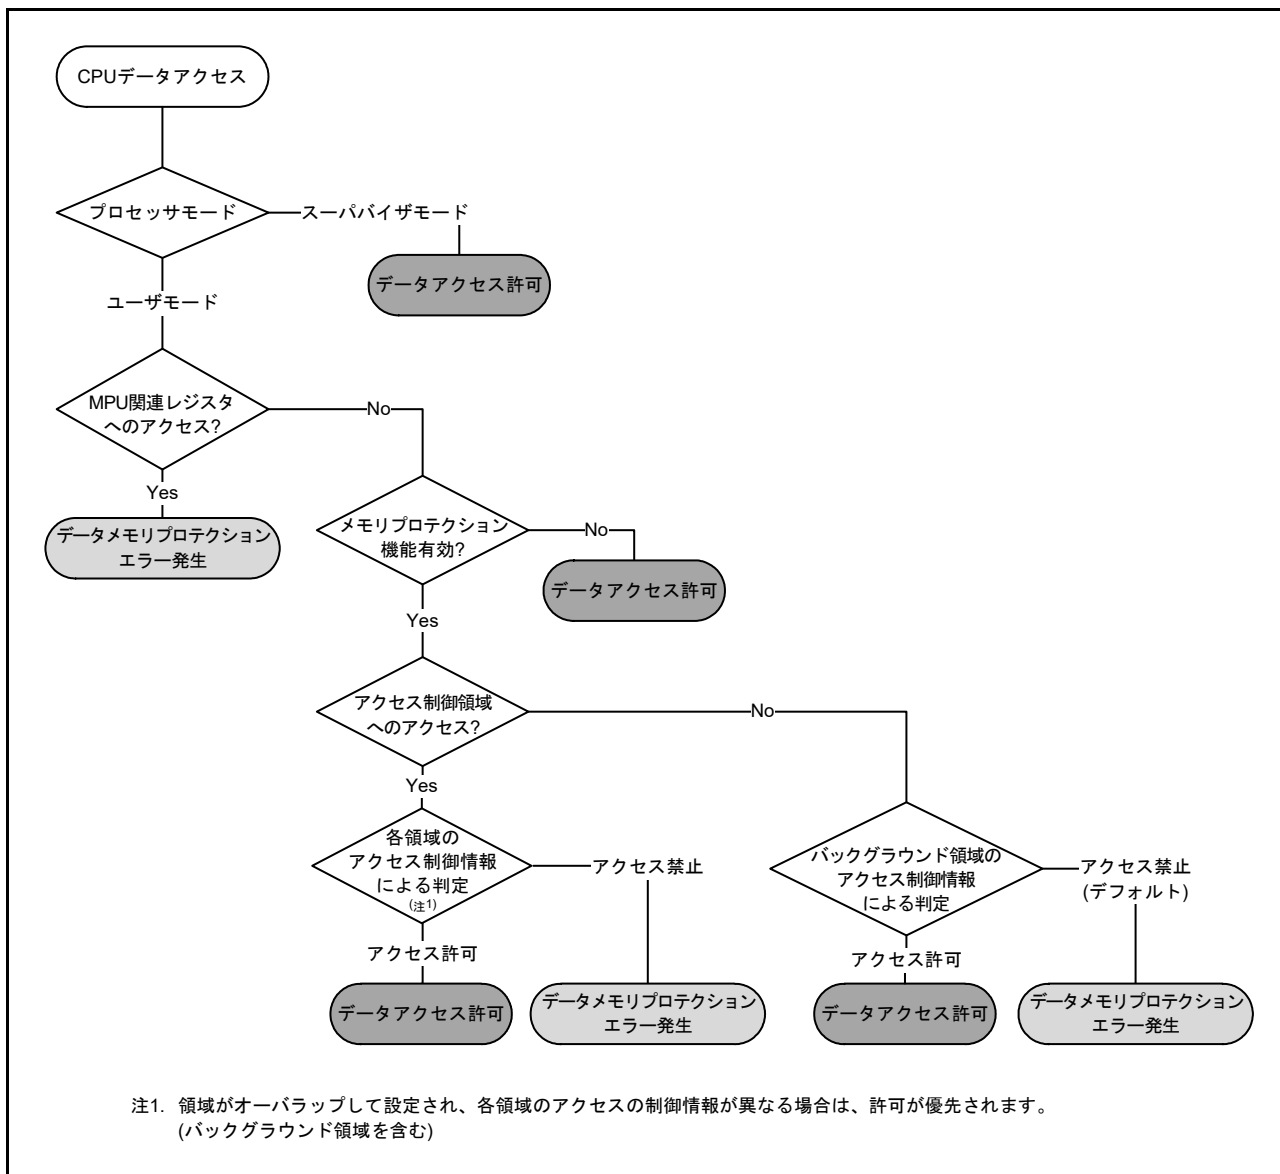 CPUデータアクセス
プロセッサモード
スーパバイザモード
データアクセス許可
ユーザモード
MPU関連レジスタ
へのアクセス?
No
Yes
データメモリプロテクション
エラー発生
メモリプロテクション
機能有効?
No
データアクセス許可
Yes
アクセス制御領域
へのアクセス?
No
Yes
各領域の
アクセス制御情報
による判定
(注1)
アクセス禁止
アクセス許可
データアクセス許可
データメモリプロテクション
エラー発生
バックグラウンド領域の
アクセス制御情報
による判定
アクセス禁止
(デフォルト)
アクセス許可
データアクセス許可
データメモリプロテクション
エラー発生
注1. 領域がオーバラップして設定され、各領域のアクセスの制御情報が異なる場合は、許可が優先されます。
(バックグラウンド領域を含む)